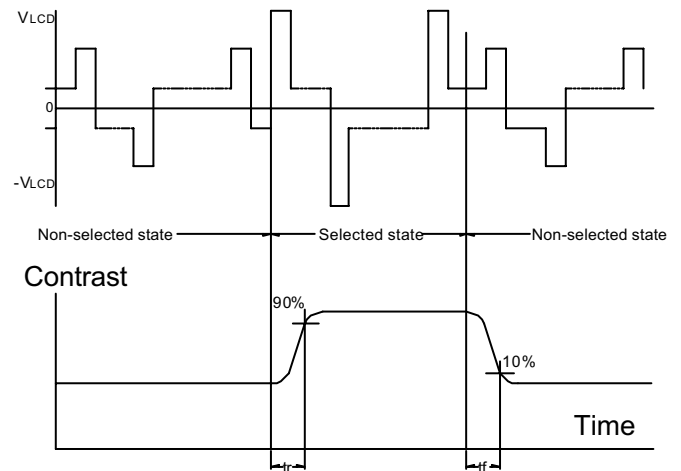 VLCD
0
-VLCD
Non-selected state Selected state Non-selected state
Contrast
90%
10%
Time
tr tf